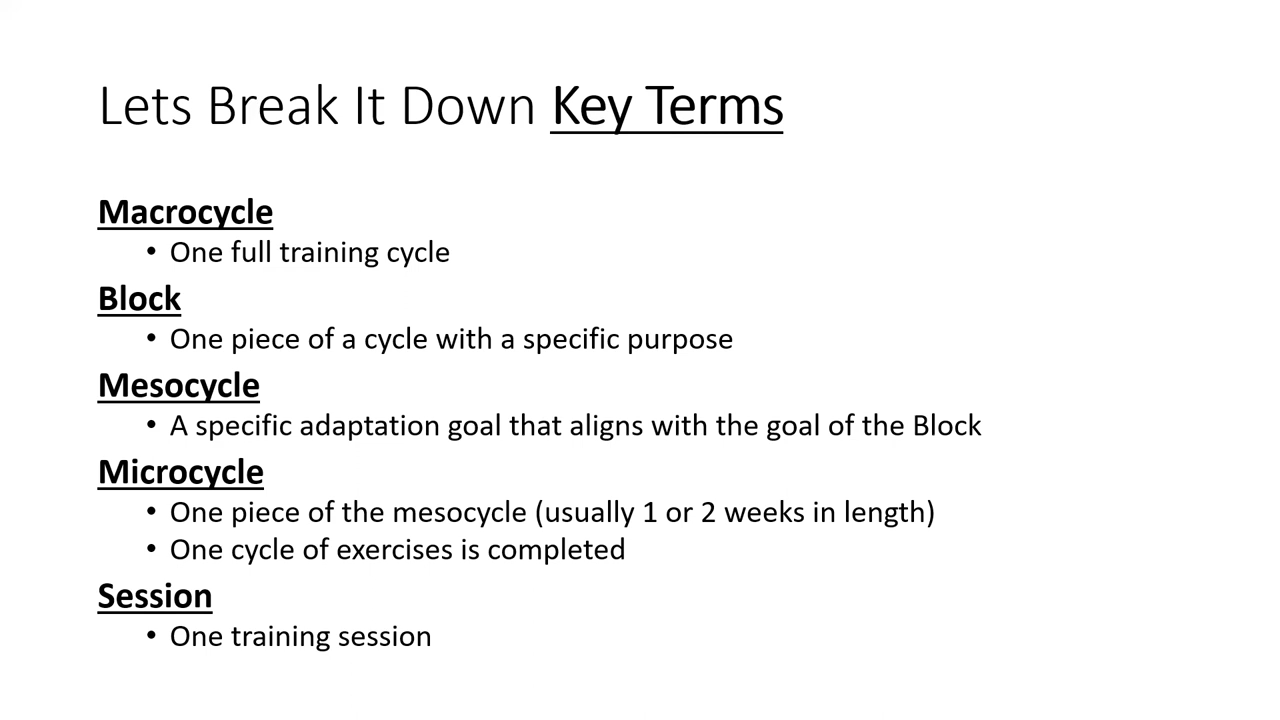 Lets Break It Down Key Terms
Macrocycle
• One full training cycle
Block
• One piece of a cycle with a specific purpose
Mesocycle
• A specific adaptation goal that aligns with the goal of the Block
Microcycle
• One piece of the mesocycle (usually 1 or 2 weeks in length)
• One cycle of exercises is completed
Session
• One training session